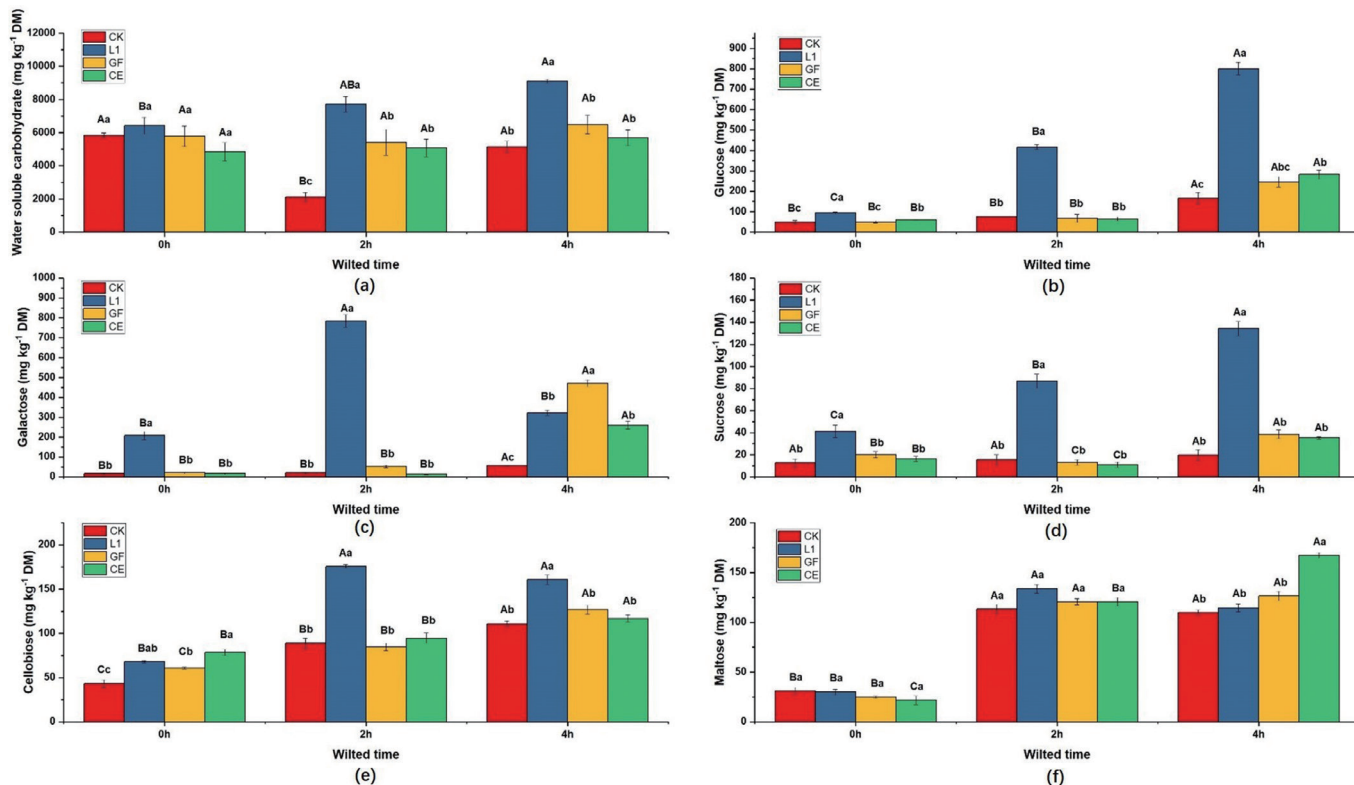 12000
10000
8000
6000
4000
2000
0
Water soluble carbohydrate (mg kg⁻¹ DM)
CK
L1
GF
CE
Aa Ba Aa Aa
Bc ABa Ab Ab
Ab Aa Ab Ab
0h 2h 4h
Wilted time
(a)
900
800
700
600
500
400
300
200
100
0
Glucose (mg kg⁻¹ DM)
CK
L1
GF
CE
Bc Ca Bc Bb
Bb Ba Bb Bb
Ac Aa Abc Ab
0h 2h 4h
Wilted time
(b)
1000
900
800
700
600
500
400
300
200
100
0
Galactose (mg kg⁻¹ DM)
CK
L1
GF
CE
Bb Ba Bb Bb
Bb Aa Bb Bb
Ac Bb Aa Ab
0h 2h 4h
Wilted time
(c)
180
160
140
120
100
80
60
40
20
0
Sucrose (mg kg⁻¹ DM)
CK
L1
GF
CE
Ab Ca Bb Bb
Ab Ba Cb Cb
Ab Aa Ab Ab
0h 2h 4h
Wilted time
(d)
200
150
100
50
0
Cellobiose (mg kg⁻¹ DM)
CK
L1
GF
CE
Cc Bab Cb Ba
Bb Aa Bb Bb
Ab Aa Ab Ab
0h 2h 4h
Wilted time
(e)
200
150
100
50
0
Maltose (mg kg⁻¹ DM)
CK
L1
GF
CE
Ba Ba Ba Ca
Aa Aa Aa Ba
Ab Ab Ab Aa
0h 2h 4h
Wilted time
(f)